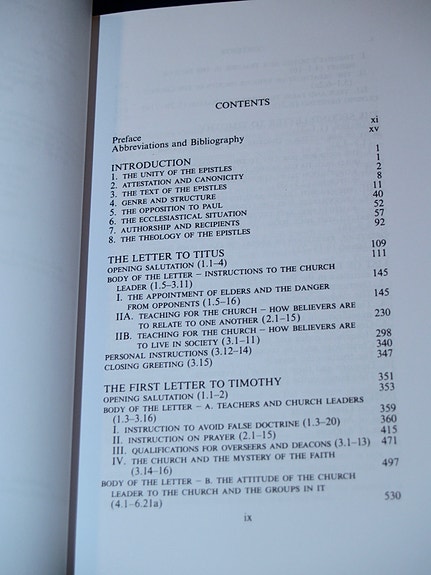 CONTENTS
Preface xi
Abbreviations and Bibliography xv
INTRODUCTION 1
1. THE UNITY OF THE EPISTLES 1
2. ATTESTATION AND CANONICITY 2
3. THE TEXT OF THE EPISTLES 8
4. GENRE AND STRUCTURE 11
5. THE OPPOSITION TO PAUL 40
6. THE ECCLESIASTICAL SITUATION 52
7. AUTHORSHIP AND RECIPIENTS 57
8. THE THEOLOGY OF THE EPISTLES 92
THE LETTER TO TITUS 109
OPENING SALUTATION (1.1–4) 111
BODY OF THE LETTER – INSTRUCTIONS TO THE CHURCH
LEADER (1.5–3.11) 145
I. THE APPOINTMENT OF ELDERS AND THE DANGER
FROM OPPONENTS (1.5–16) 145
IIA. TEACHING FOR THE CHURCH – HOW BELIEVERS ARE
TO RELATE TO ONE ANOTHER (2.1–15) 230
IIB. TEACHING FOR THE CHURCH – HOW BELIEVERS ARE
TO LIVE IN SOCIETY (3.1–11) 298
PERSONAL INSTRUCTIONS (3.12–14) 340
CLOSING GREETING (3.15) 347
THE FIRST LETTER TO TIMOTHY 351
OPENING SALUTATION (1.1–2) 353
BODY OF THE LETTER – A. TEACHERS AND CHURCH LEADERS
(1.3–3.16) 359
I. INSTRUCTION TO AVOID FALSE DOCTRINE (1.3–20) 360
II. INSTRUCTION ON PRAYER (2.1–15) 415
III. QUALIFICATIONS FOR OVERSEERS AND DEACONS (3.1–13) 471
IV. THE CHURCH AND THE MYSTERY OF THE FAITH
(3.14–16) 497
BODY OF THE LETTER – B. THE ATTITUDE OF THE CHURCH
LEADER TO THE CHURCH AND THE GROUPS IN IT
(4.1–6.21a) 530
ix